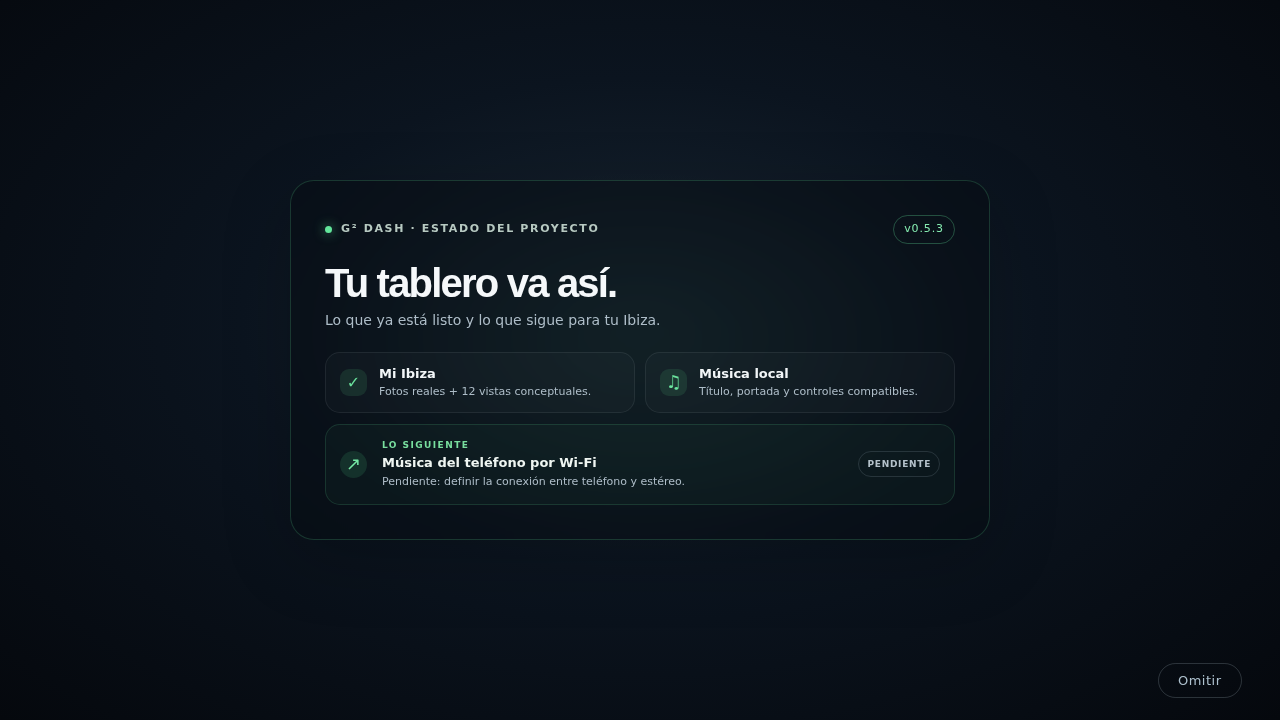 G² DASH · ESTADO DEL PROYECTO
v0.5.3
Tu tablero va así.
Lo que ya está listo y lo que sigue para tu Ibiza.
Mi Ibiza
Fotos reales + 12 vistas conceptuales.
Música local
Título, portada y controles compatibles.
LO SIGUIENTE
Música del teléfono por Wi-Fi
Pendiente: definir la conexión entre teléfono y estéreo.
PENDIENTE
Omitir